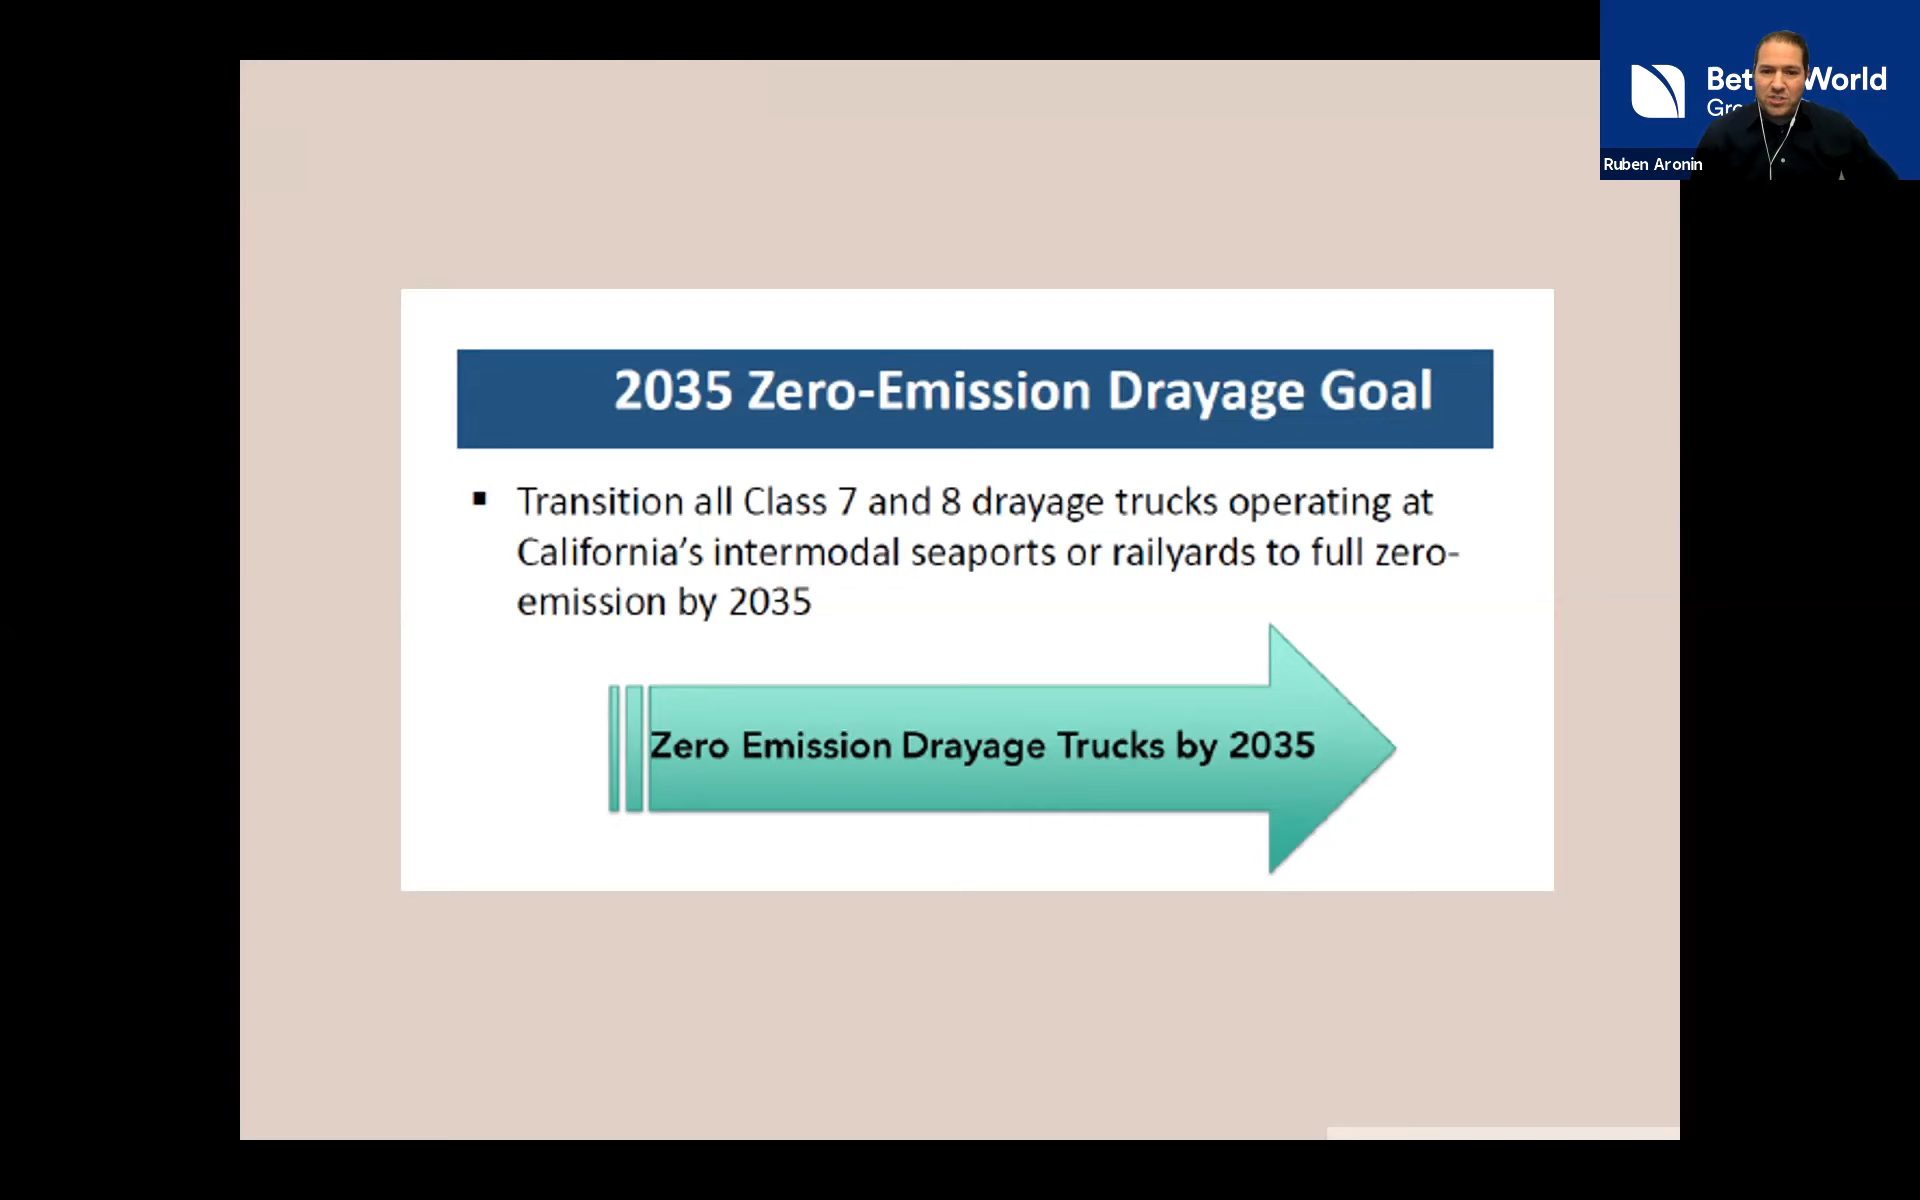 2035 Zero-Emission Drayage Goal
▪ Transition all Class 7 and 8 drayage trucks operating at
California's intermodal seaports or railyards to full zero-
emission by 2035
Zero Emission Drayage Trucks by 2035
World
Ruben Aronin